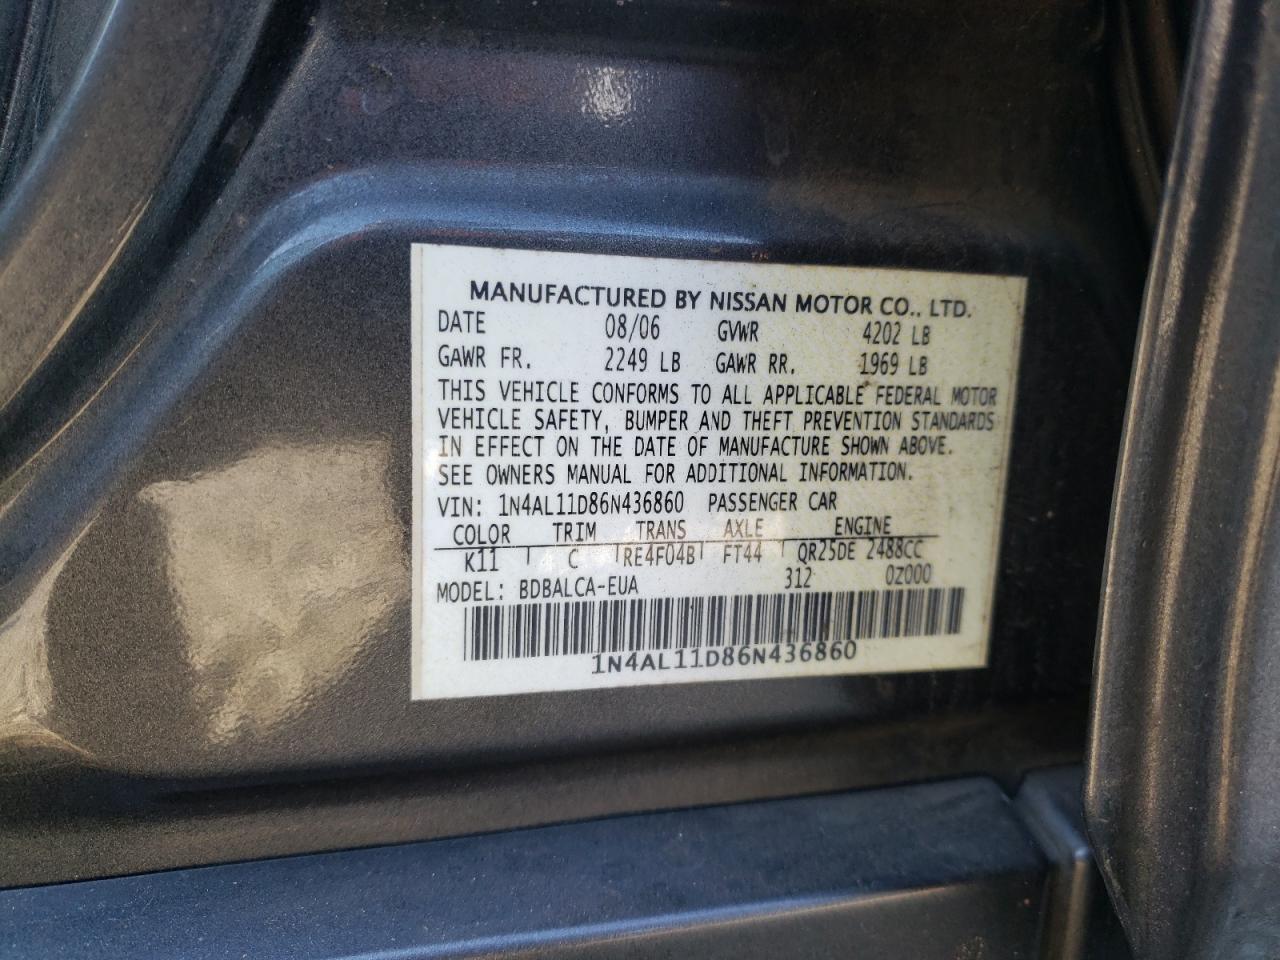 MANUFACTURED BY NISSAN MOTOR CO., LTD.
DATE 08/06 GVWR 4202 LB
GAWR FR. 2249 LB GAWR RR. 1969 LB
THIS VEHICLE CONFORMS TO ALL APPLICABLE FEDERAL MOTOR
VEHICLE SAFETY, BUMPER AND THEFT PREVENTION STANDARDS
IN EFFECT ON THE DATE OF MANUFACTURE SHOWN ABOVE.
SEE OWNERS MANUAL FOR ADDITIONAL INFORMATION.
VIN: 1N4AL11D86N436860 PASSENGER CAR
COLOR TRIM TRANS AXLE ENGINE
K11 C RE4F04B FT44 QR25DE 2488CC
MODEL: BDBALCA-EUA 312 0Z000
1N4AL11D86N436860